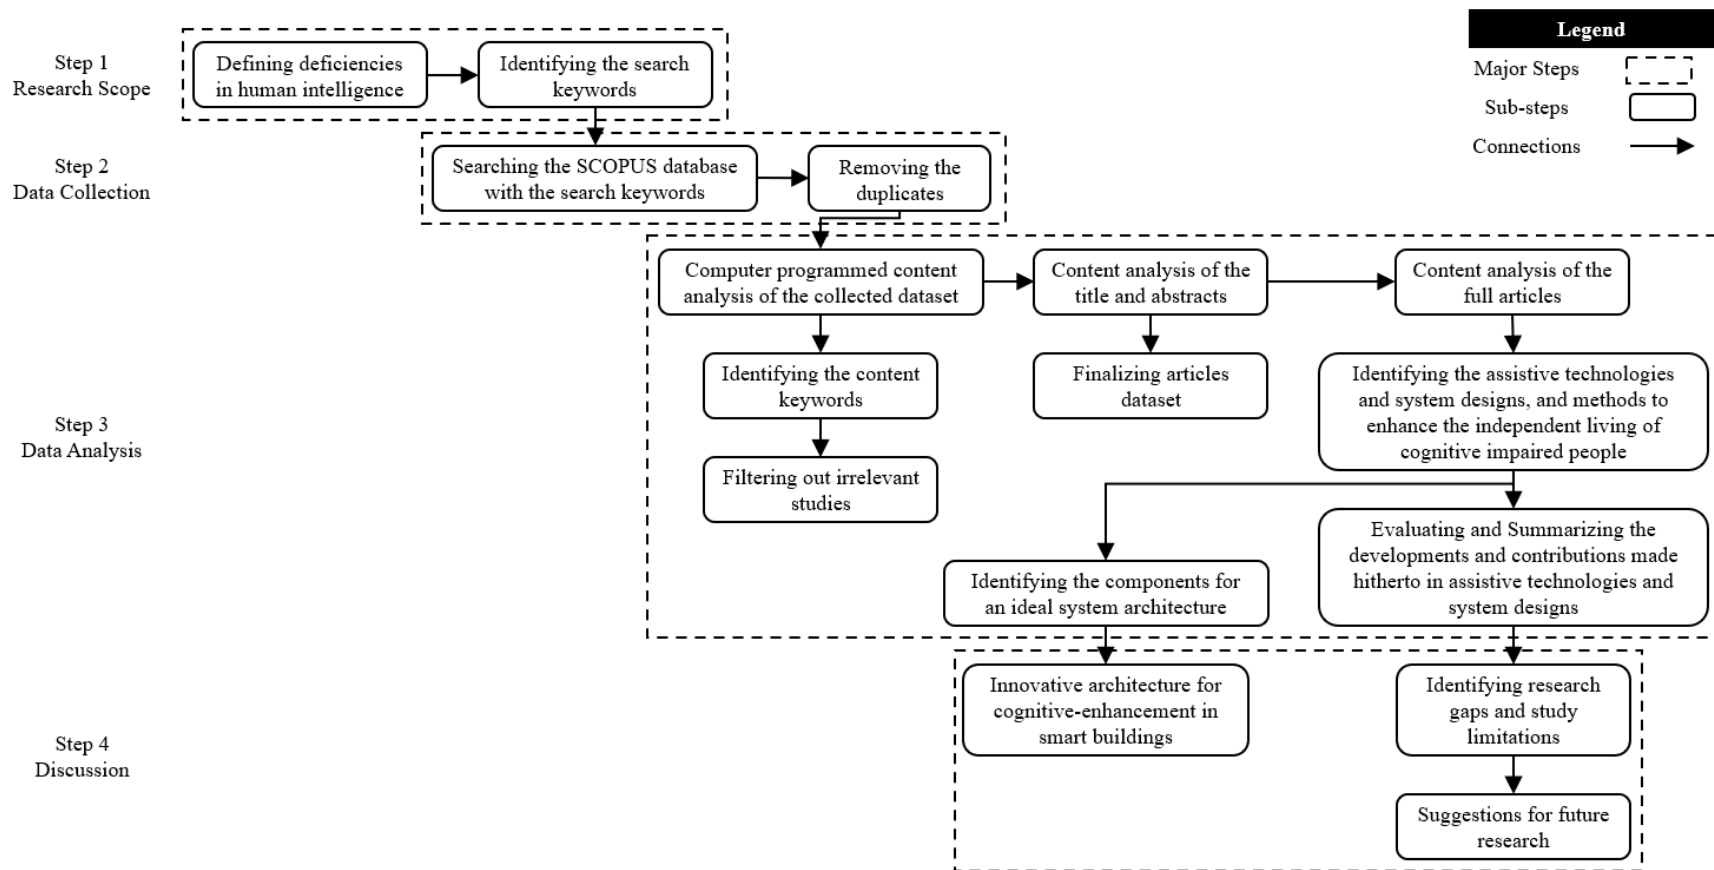 Legend
Major Steps
Sub-steps
Connections
Step 1
Research Scope
Defining deficiencies
in human intelligence
Identifying the search
keywords
Step 2
Data Collection
Searching the SCOPUS database
with the search keywords
Removing the
duplicates
Step 3
Data Analysis
Computer programmed content
analysis of the collected dataset
Content analysis of the
title and abstracts
Content analysis of the
full articles
Identifying the content
keywords
Finalizing articles
dataset
Identifying the assistive technologies
and system designs, and methods to
enhance the independent living of
cognitive impaired people
Filtering out irrelevant
studies
Identifying the components for
an ideal system architecture
Evaluating and Summarizing the
developments and contributions made
hitherto in assistive technologies and
system designs
Step 4
Discussion
Innovative architecture for
cognitive-enhancement in
smart buildings
Identifying research
gaps and study
limitations
Suggestions for future
research